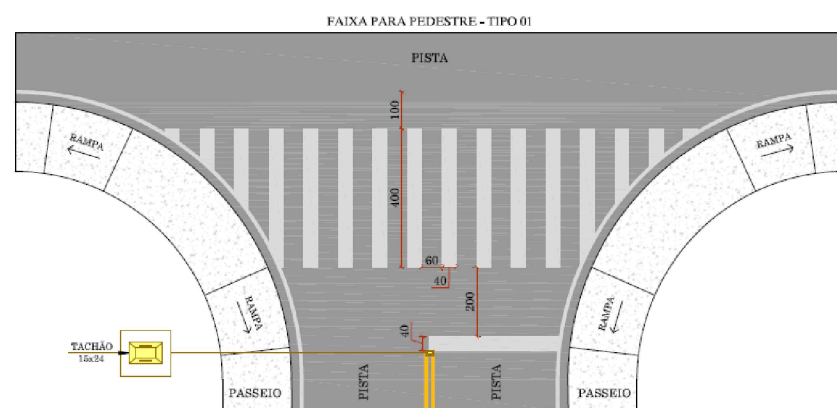 FAIXA PARA PEDESTRE - TIPO 01
PISTA
100
RAMPA
RAMPA
400
60
40
200
RAMPA
RAMPA
40
TACHÃO
15x24
PISTA
PISTA
PASSEIO
PASSEIO